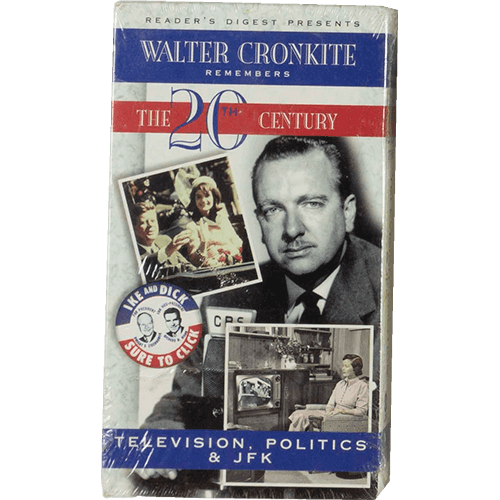 READER'S DIGEST PRESENTS
WALTER CRONKITE
REMEMBERS
THE 20TH CENTURY
IKE AND DICK
SURE TO CLICK
CBS
TELEVISION, POLITICS
& JFK